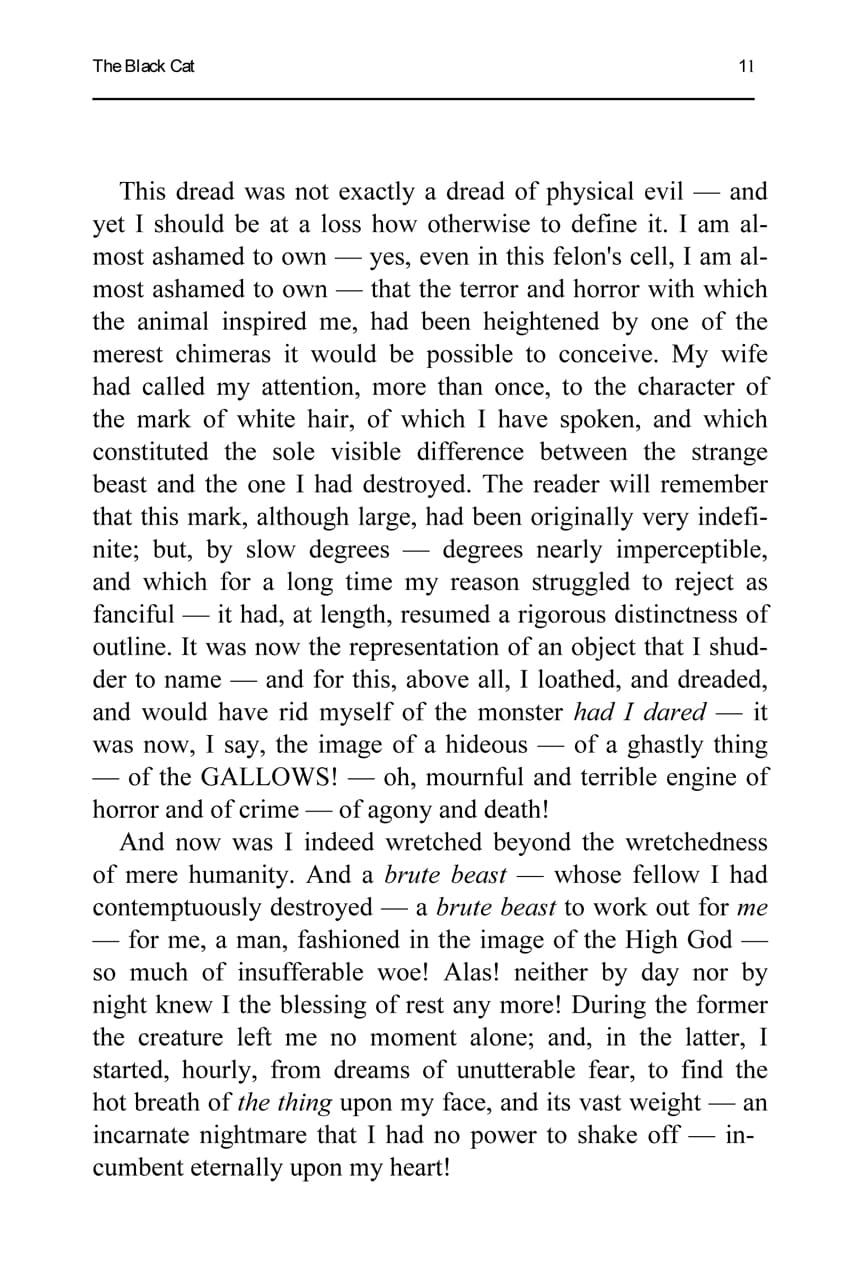 The Black Cat 11
This dread was not exactly a dread of physical evil — and
yet I should be at a loss how otherwise to define it. I am al-
most ashamed to own — yes, even in this felon's cell, I am al-
most ashamed to own — that the terror and horror with which
the animal inspired me, had been heightened by one of the
merest chimeras it would be possible to conceive. My wife
had called my attention, more than once, to the character of
the mark of white hair, of which I have spoken, and which
constituted the sole visible difference between the strange
beast and the one I had destroyed. The reader will remember
that this mark, although large, had been originally very indefi-
nite; but, by slow degrees — degrees nearly imperceptible,
and which for a long time my reason struggled to reject as
fanciful — it had, at length, resumed a rigorous distinctness of
outline. It was now the representation of an object that I shud-
der to name — and for this, above all, I loathed, and dreaded,
and would have rid myself of the monster had I dared — it
was now, I say, the image of a hideous — of a ghastly thing
— of the GALLOWS! — oh, mournful and terrible engine of
horror and of crime — of agony and death!
And now was I indeed wretched beyond the wretchedness
of mere humanity. And a brute beast — whose fellow I had
contemptuously destroyed — a brute beast to work out for me
— for me, a man, fashioned in the image of the High God —
so much of insufferable woe! Alas! neither by day nor by
night knew I the blessing of rest any more! During the former
the creature left me no moment alone; and, in the latter, I
started, hourly, from dreams of unutterable fear, to find the
hot breath of the thing upon my face, and its vast weight — an
incarnate nightmare that I had no power to shake off — in-
cumbent eternally upon my heart!